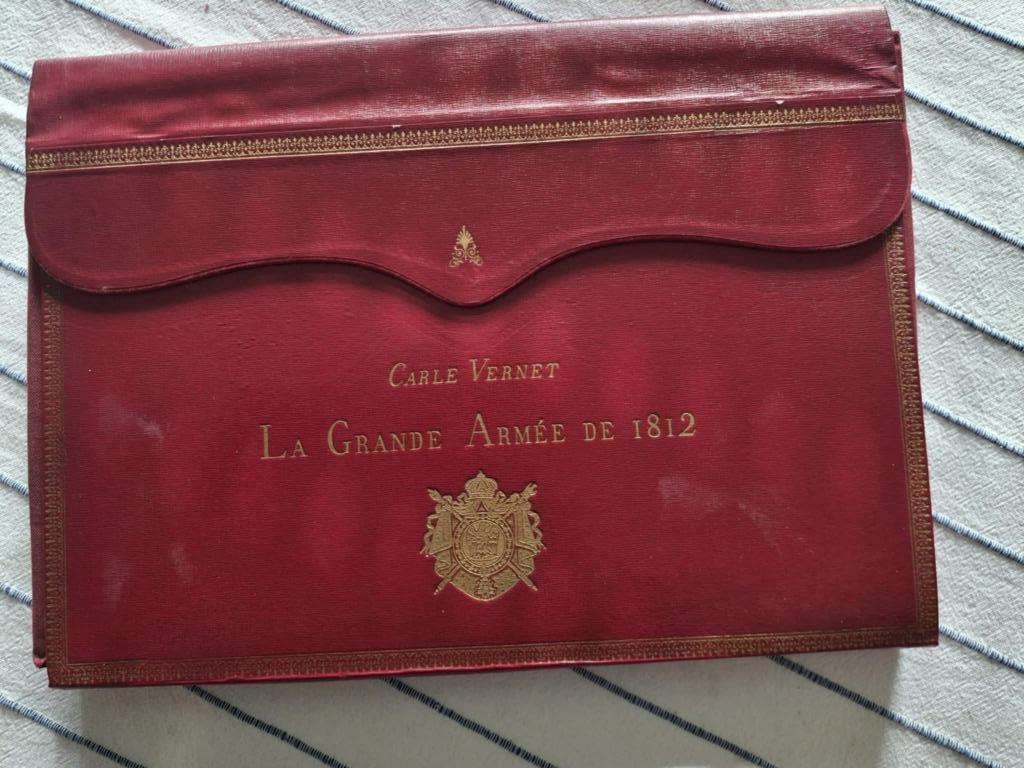 CARLE VERNET
LA GRANDE ARMÉE DE 1812